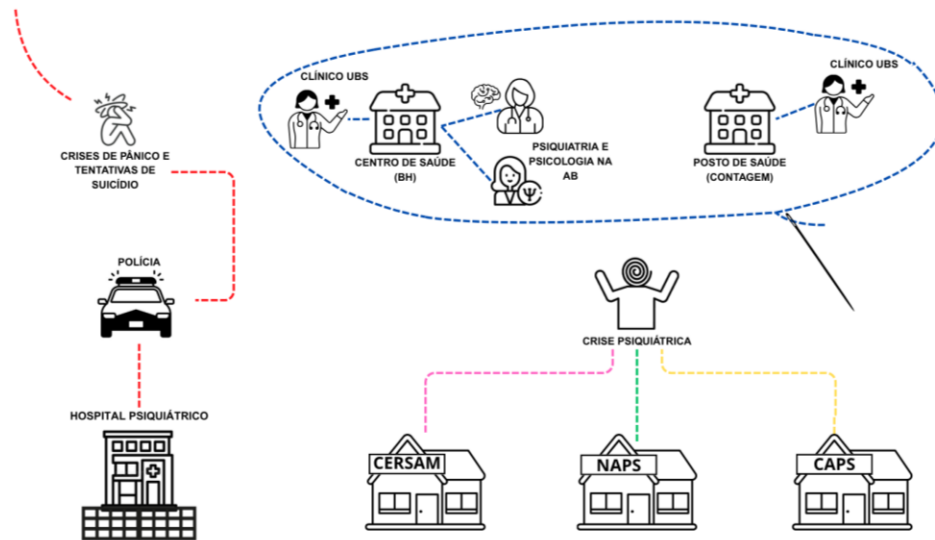 CLÍNICO UBS
CLÍNICO UBS
CRISES DE PÂNICO E
TENTATIVAS DE
SUICÍDIO
CENTRO DE SAÚDE
(BH)
PSIQUIATRIA E
PSICOLOGIA NA
AB
POSTO DE SAÚDE
(CONTAGEM)
POLÍCIA
CRISE PSIQUIÁTRICA
HOSPITAL PSIQUIÁTRICO
CERSAM
NAPS
CAPS